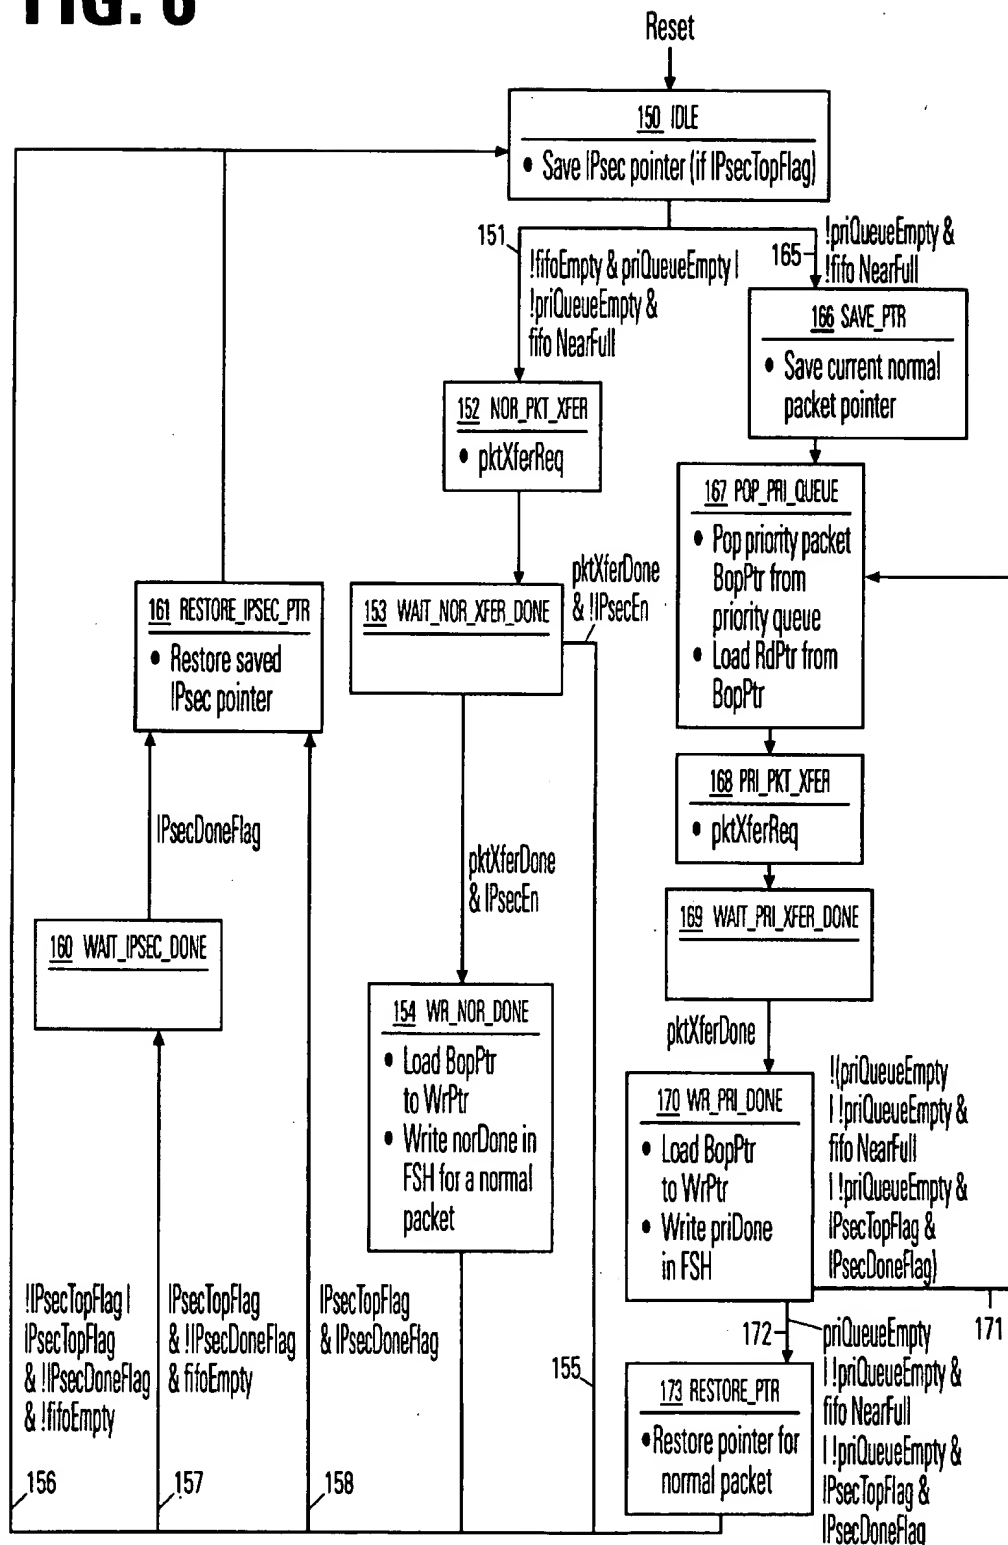 FIG. 6
Reset
150 IDLE
• Save IPsec pointer (if IPsecTopFlag)
151
!fifoEmpty & priQueueEmpty |
!priQueueEmpty &
fifo NearFull
165
!priQueueEmpty &
!fifo NearFull
166 SAVE_PTR
• Save current normal
packet pointer
152 NOR_PKT_XFER
• pktXferReq
167 POP_PRI_QUEUE
• Pop priority packet
BopPtr from
priority queue
• Load RdPtr from
BopPtr
153 WAIT_NOR_XFER_DONE
pktXferDone
& !IPsecEn
161 RESTORE_IPSEC_PTR
• Restore saved
IPsec pointer
168 PRI_PKT_XFER
• pktXferReq
IPsecDoneFlag
pktXferDone
& IPsecEn
169 WAIT_PRI_XFER_DONE
160 WAIT_IPSEC_DONE
pktXferDone
154 WR_NOR_DONE
• Load BopPtr
to WrPtr
• Write norDone in
FSH for a normal
packet
170 WR_PRI_DONE
• Load BopPtr
to WrPtr
• Write priDone
in FSH
!(priQueueEmpty
| !priQueueEmpty &
fifo NearFull
| !priQueueEmpty &
IPsecTopFlag &
IPsecDoneFlag)
171
172
priQueueEmpty
| !priQueueEmpty &
fifo NearFull
| !priQueueEmpty &
IPsecTopFlag &
IPsecDoneFlag
173 RESTORE_PTR
• Restore pointer for
normal packet
!IPsecTopFlag |
IPsecTopFlag
& !IPsecDoneFlag
& !fifoEmpty
IPsecTopFlag
& !IPsecDoneFlag
& fifoEmpty
IPsecTopFlag
& IPsecDoneFlag
155
156
157
158